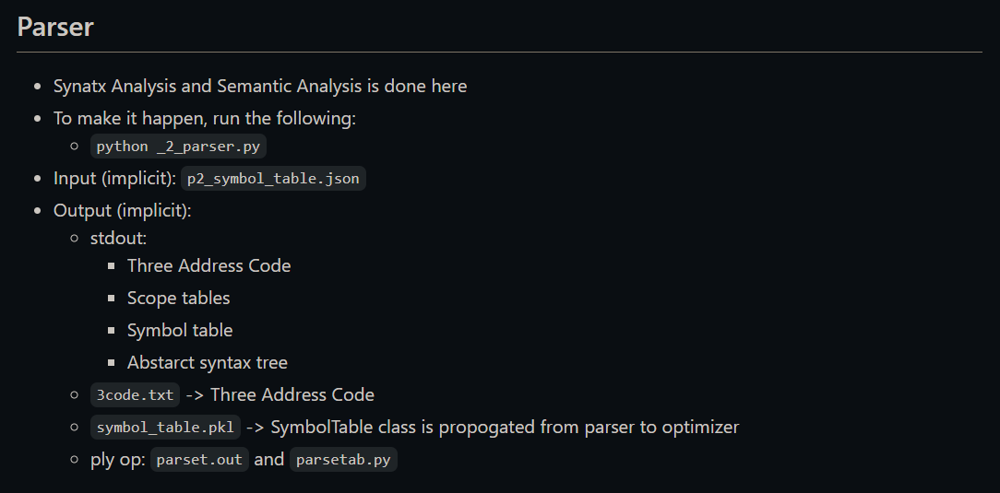 Parser
Synatx Analysis and Semantic Analysis is done here
To make it happen, run the following:
python _2_parser.py
Input (implicit): p2_symbol_table.json
Output (implicit):
stdout:
Three Address Code
Scope tables
Symbol table
Abstarct syntax tree
3code.txt -> Three Address Code
symbol_table.pkl -> SymbolTable class is propogated from parser to optimizer
ply op: parset.out and parsetab.py